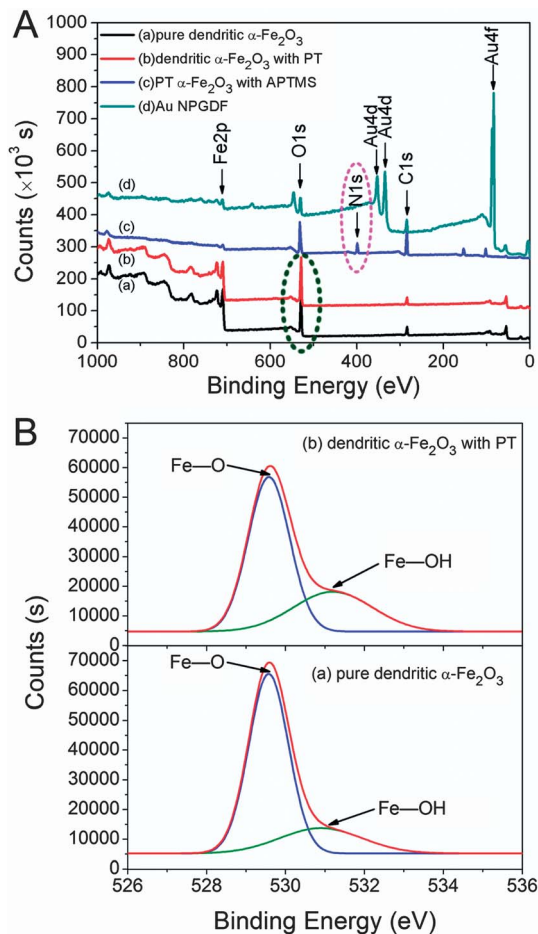 A
(a)pure dendritic α-Fe₂O₃
(b)dendritic α-Fe₂O₃ with PT
(c)PT α-Fe₂O₃ with APTMS
(d)Au NPGDF
Fe2p
O1s
N1s
Au4d
Au4d
C1s
Au4f
(d)
(c)
(b)
(a)
Counts (×10³ s)
1000
900
800
700
600
500
400
300
200
100
0
1000 800 600 400 200 0
Binding Energy (eV)
B
(b) dendritic α-Fe₂O₃ with PT
Fe—O
Fe—OH
70000
60000
50000
40000
30000
20000
10000
0
Counts (s)
(a) pure dendritic α-Fe₂O₃
Fe—O
Fe—OH
70000
60000
50000
40000
30000
20000
10000
0
526 528 530 532 534 536
Binding Energy (eV)